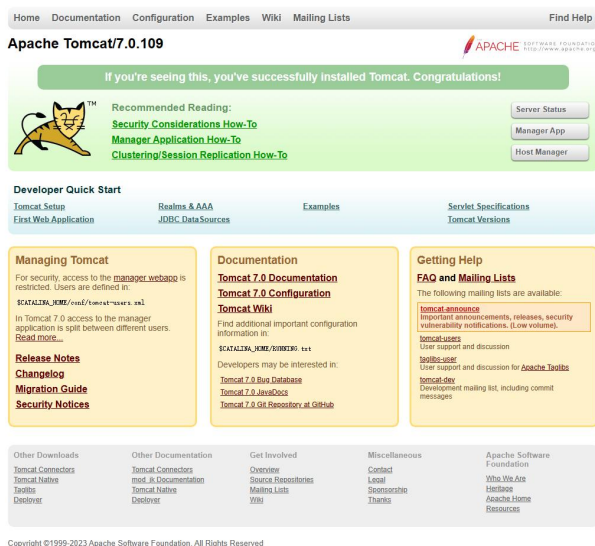 Home Documentation Configuration Examples Wiki Mailing Lists Find Help
Apache Tomcat/7.0.109
APACHE SOFTWARE FOUNDATION
http://www.apache.org
If you're seeing this, you've successfully installed Tomcat. Congratulations!
TM
Recommended Reading:
Security Considerations How-To
Manager Application How-To
Clustering/Session Replication How-To
Server Status
Manager App
Host Manager
Developer Quick Start
Tomcat Setup
First Web Application
Realms & AAA
JDBC DataSources
Examples
Servlet Specifications
Tomcat Versions
Managing Tomcat
For security, access to the manager webapp is
restricted. Users are defined in:
$CATALINA_HOME/conf/tomcat-users.xml
In Tomcat 7.0 access to the manager
application is split between different users.
Read more...
Release Notes
Changelog
Migration Guide
Security Notices
Documentation
Tomcat 7.0 Documentation
Tomcat 7.0 Configuration
Tomcat Wiki
Find additional important configuration
information in:
$CATALINA_HOME/RUNNING.txt
Developers may be interested in:
Tomcat 7.0 Bug Database
Tomcat 7.0 JavaDocs
Tomcat 7.0 Git Repository at GitHub
Getting Help
FAQ and Mailing Lists
The following mailing lists are available:
tomcat-announce
Important announcements, releases, security
vulnerability notifications. (Low volume).
tomcat-users
User support and discussion
taglibs-user
User support and discussion for Apache Taglibs
tomcat-dev
Development mailing list, including commit
messages
Other Downloads
Tomcat Connectors
Tomcat Native
Taglibs
Deployer
Other Documentation
Tomcat Connectors
mod_jk Documentation
Tomcat Native
Deployer
Get Involved
Overview
Source Repositories
Mailing Lists
Wiki
Miscellaneous
Contact
Legal
Sponsorship
Thanks
Apache Software
Foundation
Who We Are
Heritage
Apache Home
Resources
Copyright ©1999-2023 Apache Software Foundation. All Rights Reserved